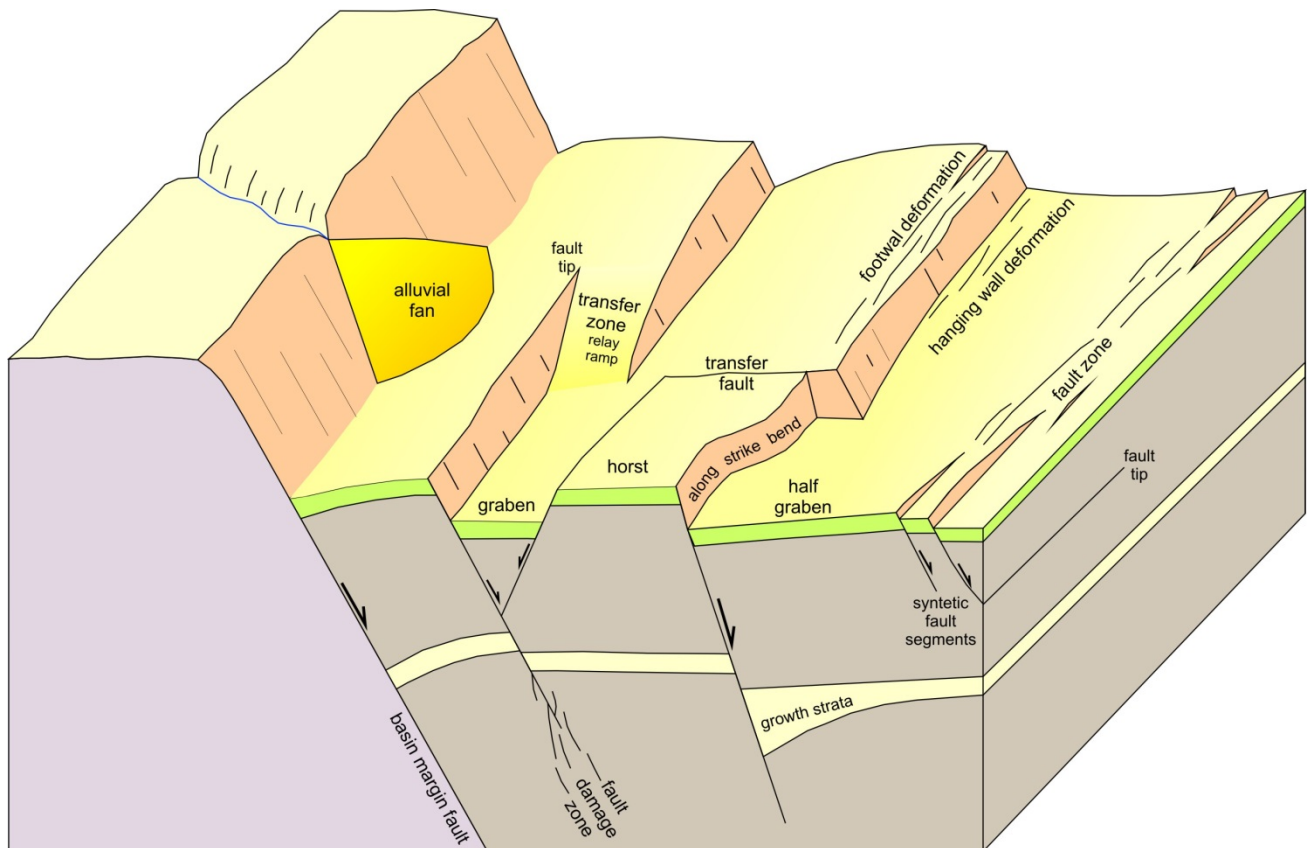 footwal deformation
hanging wall deformation
fault
tip
alluvial
fan
transfer
zone
relay
ramp
transfer
fault
fault zone
along strike bend
horst
half
graben
graben
fault
tip
syntetic
fault
segments
growth strata
basin margin fault
fault
damage
zone